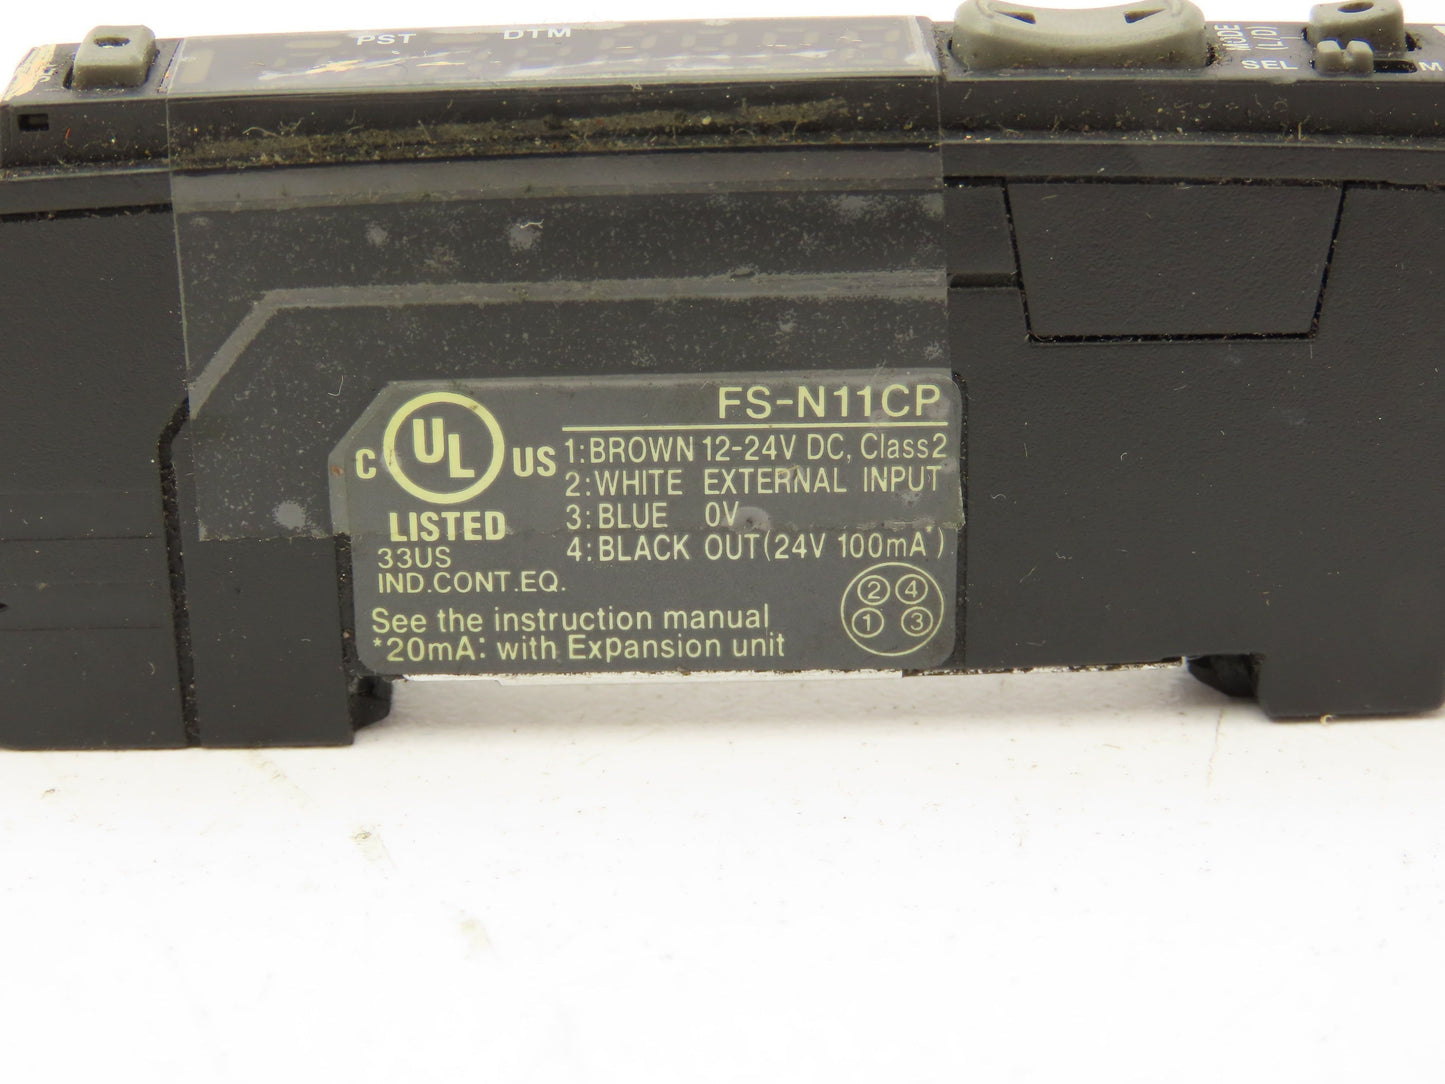 PST DTM
MODE
(L/D)
SEL
M
FS-N11CP
C UL US
LISTED
33US
IND.CONT.EQ.
1:BROWN 12-24V DC, Class2
2:WHITE EXTERNAL INPUT
3:BLUE 0V
4:BLACK OUT(24V 100mA*)
See the instruction manual
*20mA: with Expansion unit
2 4
1 3